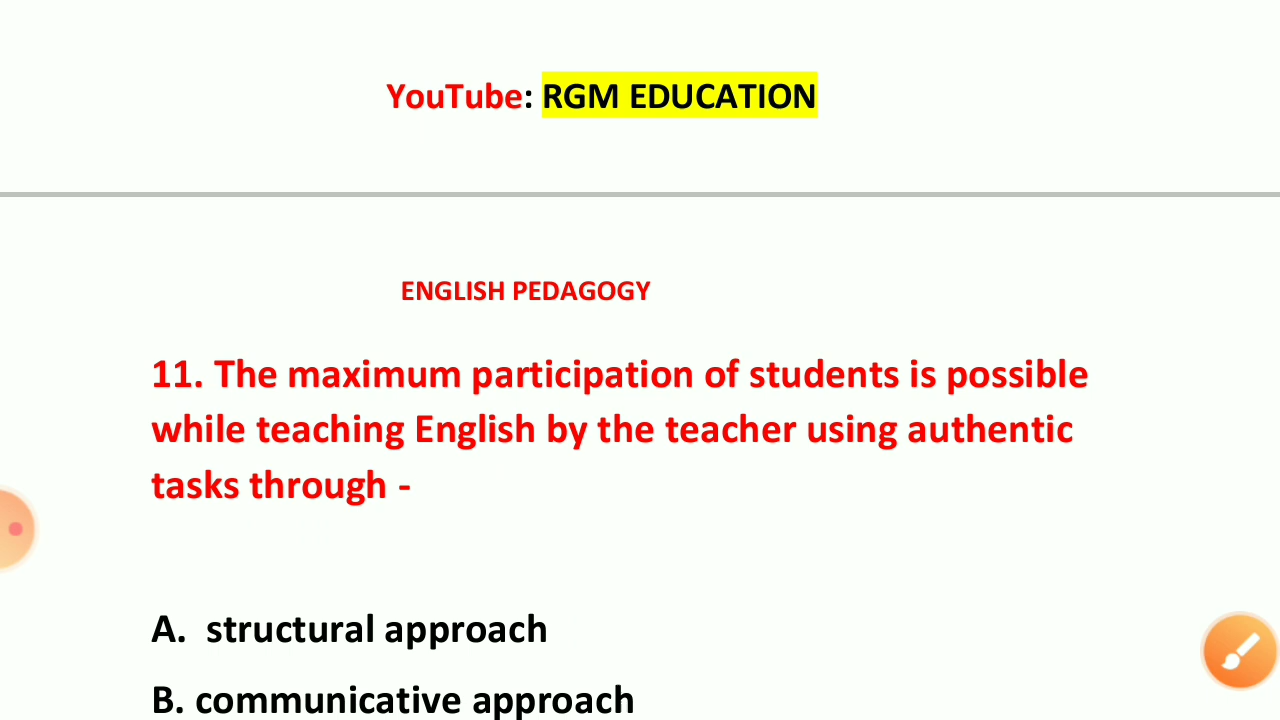 YouTube: RGM EDUCATION
ENGLISH PEDAGOGY
11. The maximum participation of students is possible
while teaching English by the teacher using authentic
tasks through -
A. structural approach
B. communicative approach